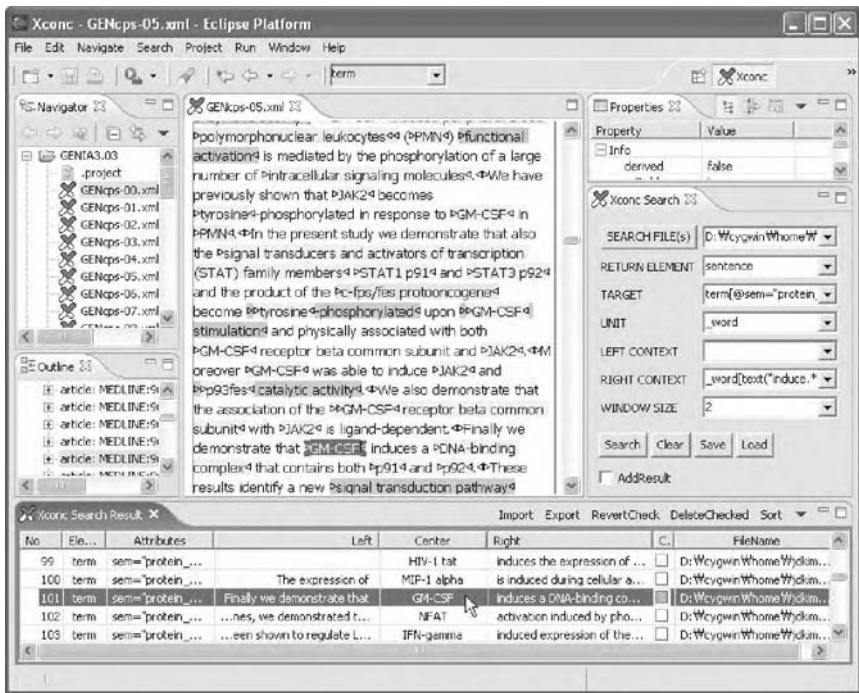 Xconc - GENcps-05.xml - Eclipse Platform
File Edit Navigate Search Project Run Window Help
term
Xconc
Navigator
GENIA3.03
.project
GENcps-00.xml
GENcps-01.xml
GENcps-02.xml
GENcps-03.xml
GENcps-04.xml
GENcps-05.xml
GENcps-06.xml
GENcps-07.xml
Outline
article: MEDLINE:9
article: MEDLINE:9
article: MEDLINE:9
article: MEDLINE:9
GENcps-05.xml
polymorphonuclear leukocytes (PMN) functional
activation is mediated by the phosphorylation of a large
number of intracellular signaling molecules. We have
previously shown that JAK2 becomes
tyrosine-phosphorylated in response to GM-CSF in
PMN. In the present study we demonstrate that also
the signal transducers and activators of transcription
(STAT) family members STAT1 p91 and STAT3 p92
and the product of the c-fps/fes protooncogene
become tyrosine-phosphorylated upon GM-CSF
stimulation and physically associated with both
GM-CSF receptor beta common subunit and JAK2. M
oreover GM-CSF was able to induce JAK2 and
p93fes catalytic activity. We also demonstrate that
the association of the GM-CSF receptor beta common
subunit with JAK2 is ligand-dependent. Finally we
demonstrate that GM-CSF induces a DNA-binding
complex that contains both p91 and p92. These
results identify a new signal transduction pathway
Properties
Property Value
Info
derived false
Xconc Search
SEARCH FILE(s) D:₩cygwin₩home₩
RETURN ELEMENT sentence
TARGET term[@sem="protein_
UNIT _word
LEFT CONTEXT
RIGHT CONTEXT _word[text("induce.*
WINDOW SIZE 2
Search Clear Save Load
AddResult
Xconc Search Result
Import Export RevertCheck DeleteChecked Sort
No Ele... Attributes Left Center Right C. FileName
99 term sem="protein_... HIV-1 tat induces the expression of ... D:₩cygwin₩home₩jdkim...
100 term sem="protein_... The expression of MIP-1 alpha is induced during cellular a... D:₩cygwin₩home₩jdkim...
101 term sem="protein_... Finally we demonstrate that GM-CSF induces a DNA-binding co... D:₩cygwin₩home₩jdkim...
102 term sem="protein_... ...nes, we demonstrated t... NFAT activation induced by pho... D:₩cygwin₩home₩jdkim...
103 term sem="protein_... ...een shown to regulate L... IFN-gamma induced expression of the... D:₩cygwin₩home₩jdkim...